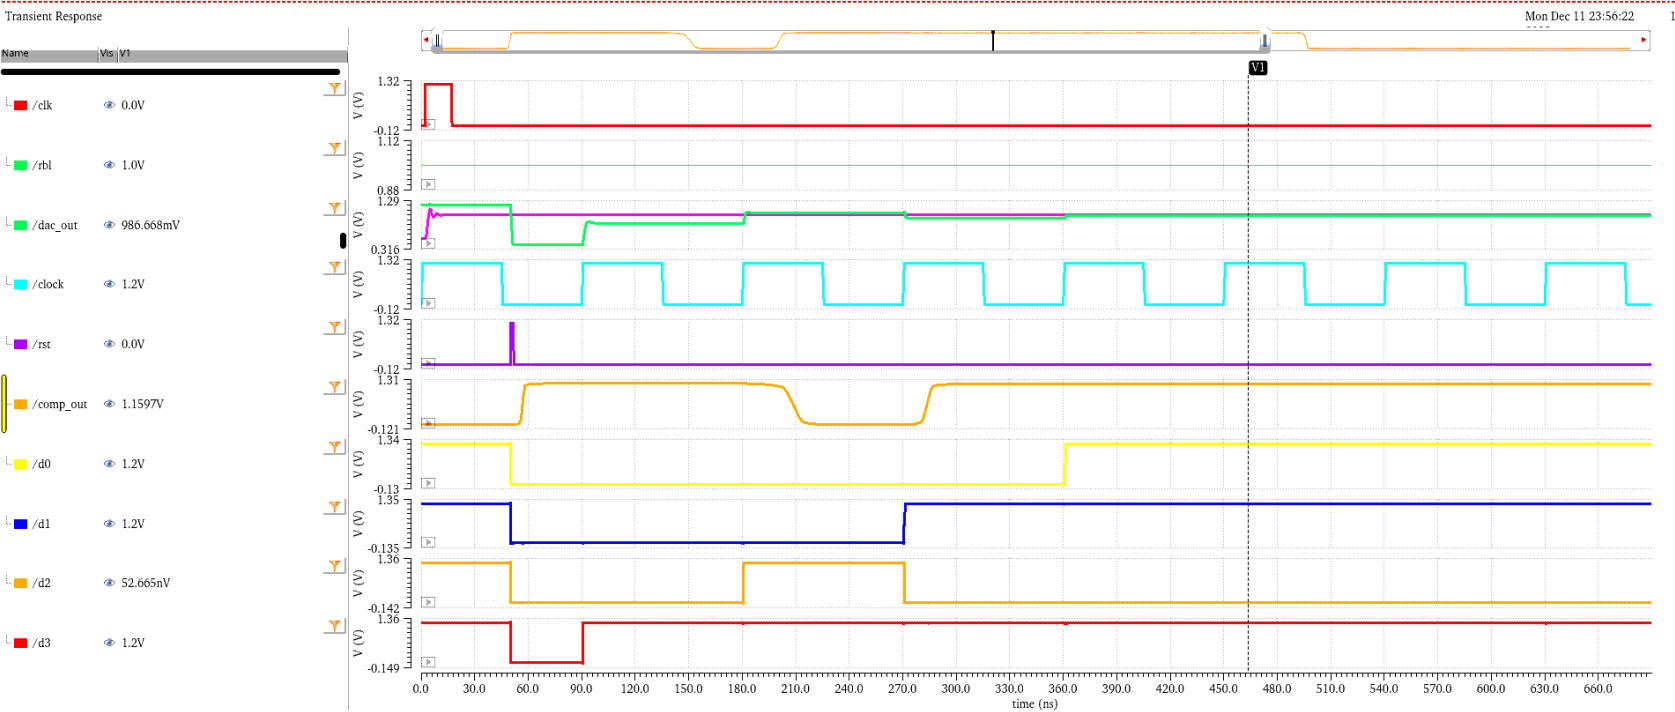 Transient Response
Mon Dec 11 23:56:22
1
Name Vis V1
V1
/clk 0.0V
1.32
V (V)
-0.12
/rbl 1.0V
1.12
V (V)
0.88
/dac_out 986.668mV
1.29
V (V)
0.316
/clock 1.2V
1.32
V (V)
-0.12
/rst 0.0V
1.32
V (V)
-0.12
/comp_out 1.1597V
1.31
V (V)
-0.121
/d0 1.2V
1.34
V (V)
-0.13
/d1 1.2V
1.35
V (V)
-0.135
/d2 52.665nV
1.36
V (V)
-0.142
/d3 1.2V
1.36
V (V)
-0.149
0.0 30.0 60.0 90.0 120.0 150.0 180.0 210.0 240.0 270.0 300.0 330.0 360.0 390.0 420.0 450.0 480.0 510.0 540.0 570.0 600.0 630.0 660.0
time (ns)